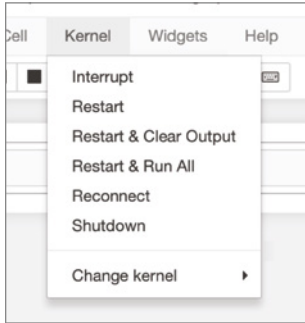 Cell Kernel Widgets Help
Interrupt
Restart
Restart & Clear Output
Restart & Run All
Reconnect
Shutdown
Change kernel